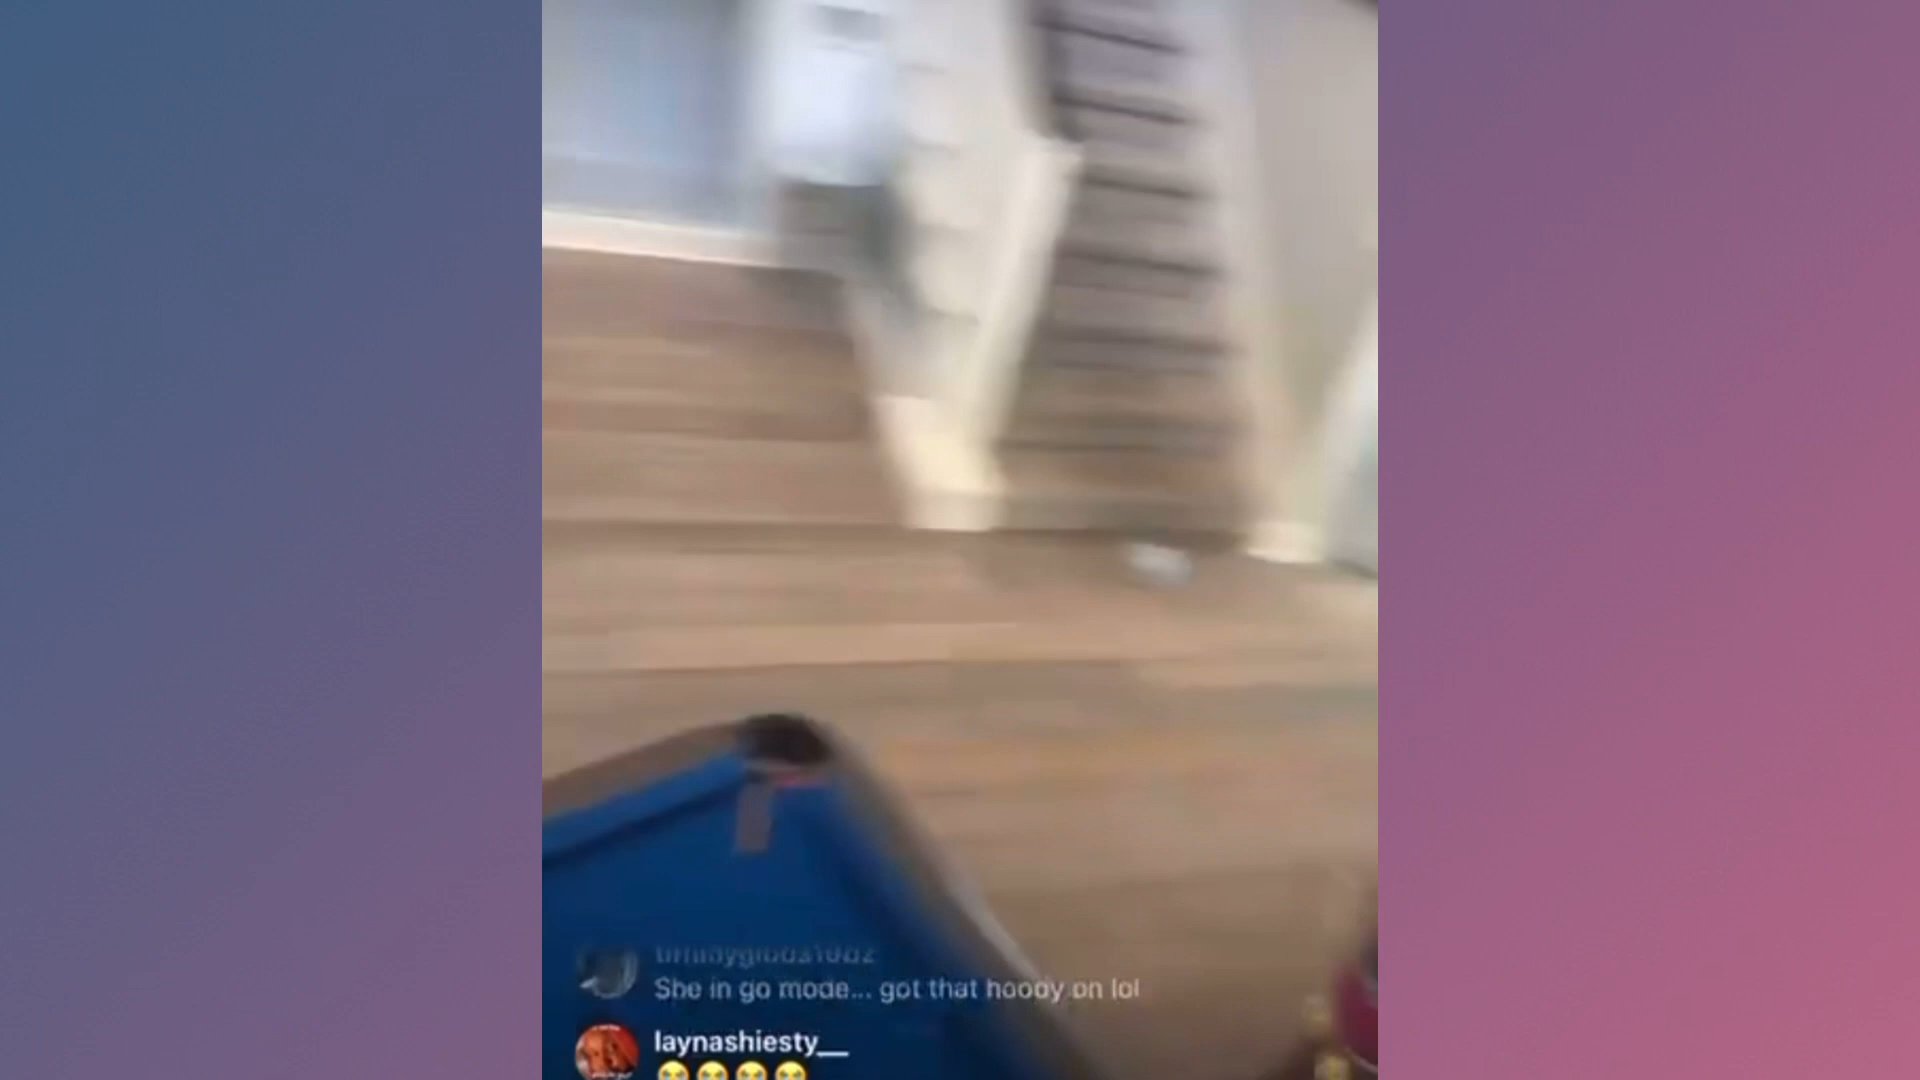 She in go mode... got that hoody on lol
laynashiesty__
😭😭😭😭